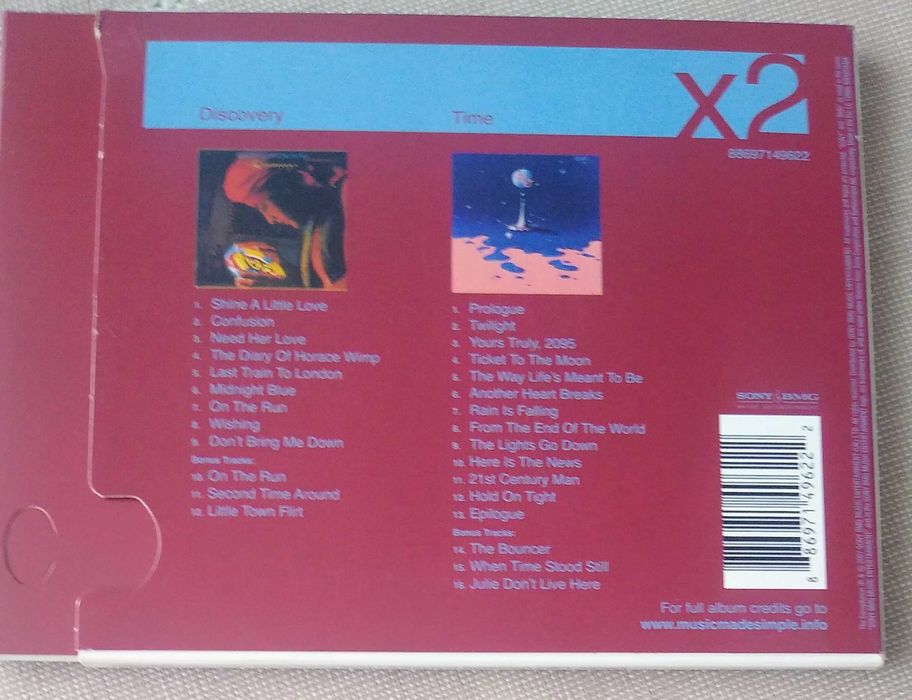 Discovery
Time
x2
88697149622
1. Shine A Little Love
2. Confusion
3. Need Her Love
4. The Diary Of Horace Wimp
5. Last Train To London
6. Midnight Blue
7. On The Run
8. Wishing
9. Don't Bring Me Down
Bonus Tracks:
10. On The Run
11. Second Time Around
12. Little Town Flirt
1. Prologue
2. Twilight
3. Yours Truly, 2095
4. Ticket To The Moon
5. The Way Life's Meant To Be
6. Another Heart Breaks
7. Rain Is Falling
8. From The End Of The World
9. The Lights Go Down
10. Here Is The News
11. 21st Century Man
12. Hold On Tight
13. Epilogue
Bonus Tracks:
14. The Bouncer
15. When Time Stood Still
16. Julie Don't Live Here
SONY BMG
MUSIC ENTERTAINMENT
8 86971 49622 2
For full album credits go to
www.musicmadesimple.info